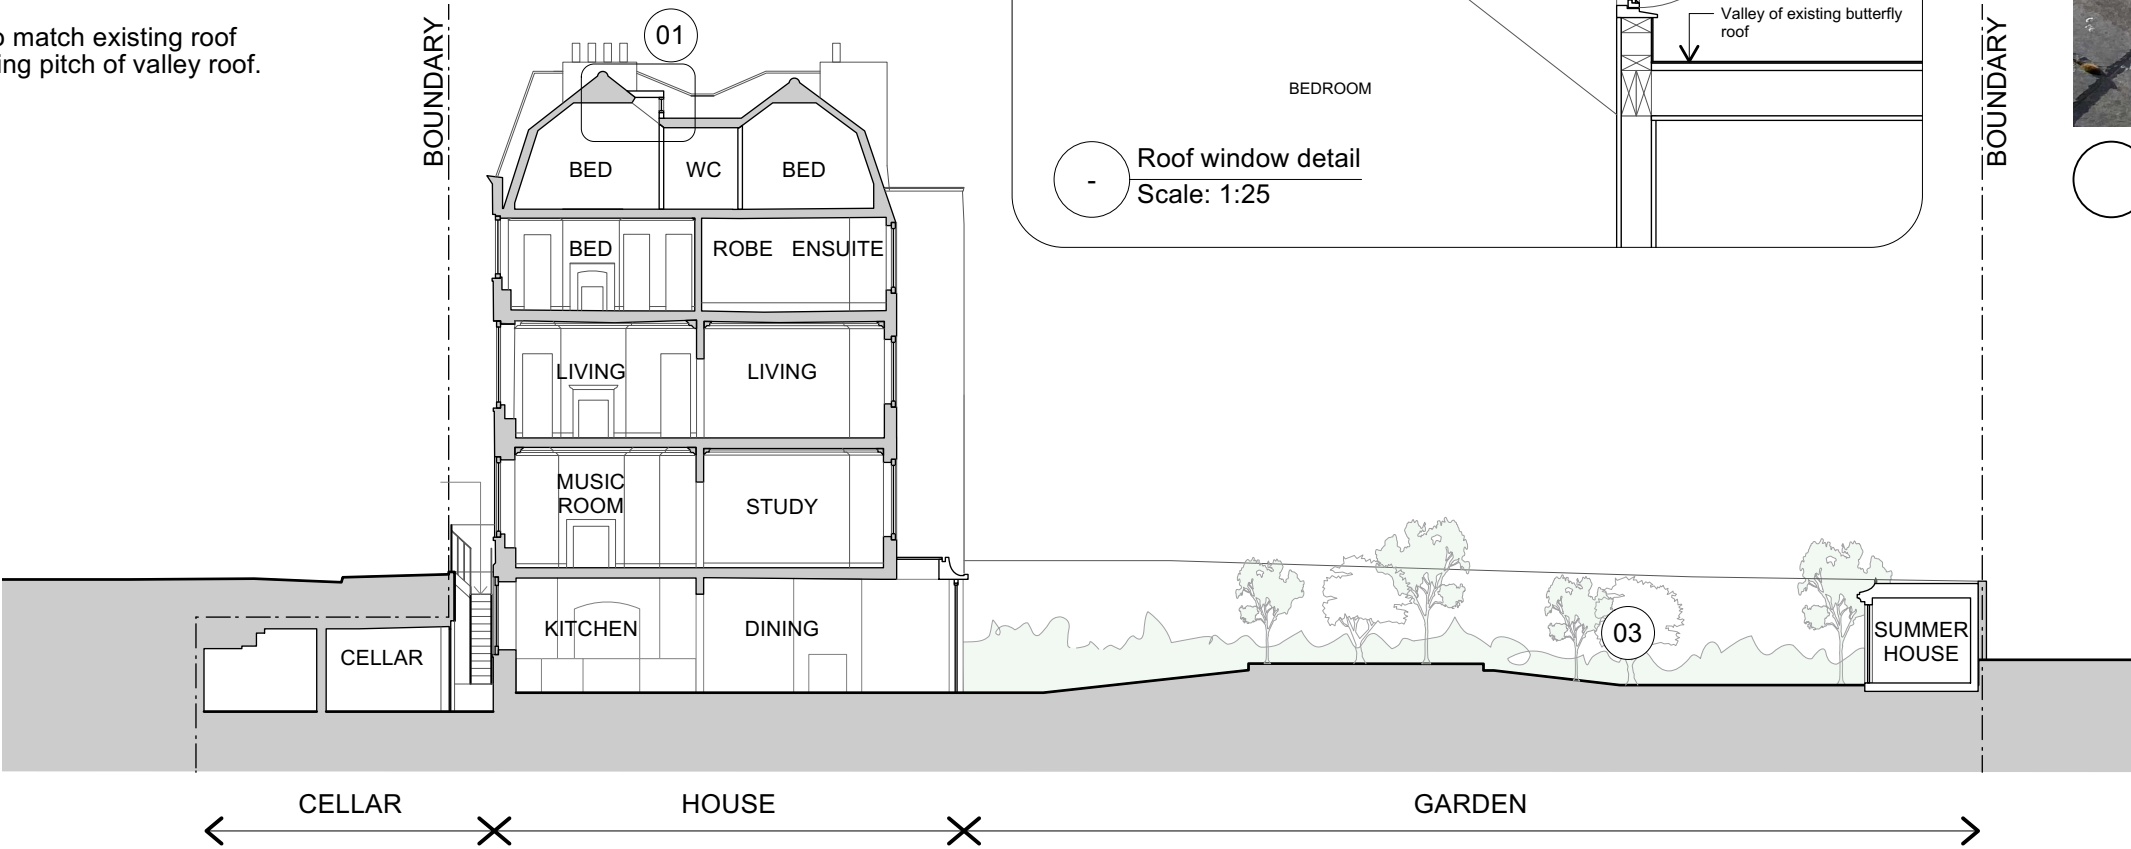 match existing roof
pitch of valley roof.
BOUNDARY
01
Valley of existing butterfly
roof
BOUNDARY
BEDROOM
-
Roof window detail
Scale: 1:25
BED
WC
BED
BED
ROBE
ENSUITE
LIVING
LIVING
MUSIC
ROOM
STUDY
KITCHEN
DINING
CELLAR
03
SUMMER
HOUSE
CELLAR
HOUSE
GARDEN